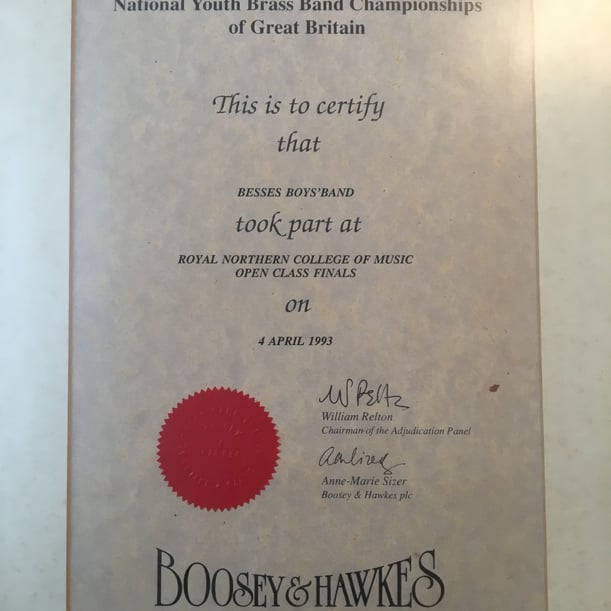 National Youth Brass Band Championships
of Great Britain
This is to certify
that
BESSES BOYS'BAND
took part at
ROYAL NORTHERN COLLEGE OF MUSIC
OPEN CLASS FINALS
on
4 APRIL 1993
William Relton
Chairman of the Adjudication Panel
Anne-Marie Sizer
Boosey & Hawkes plc
BOOSEY & HAWKES